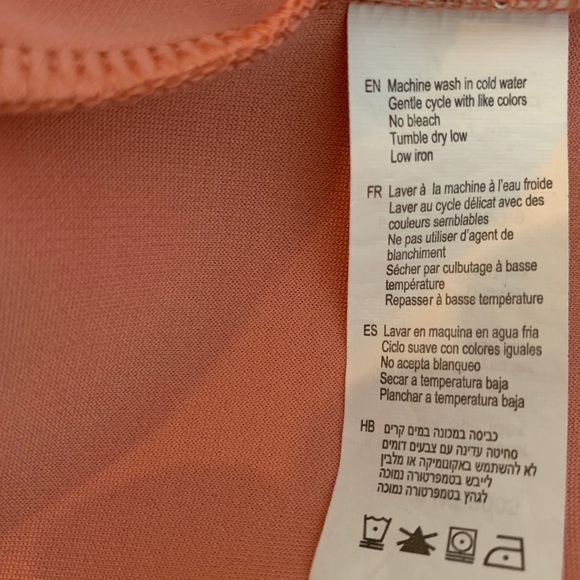 EN Machine wash in cold water
Gentle cycle with like colors
No bleach
Tumble dry low
Low iron
FR Laver à la machine à l'eau froide
Laver au cycle délicat avec des
couleurs semblables
Ne pas utiliser d'agent de
blanchiment
Sécher par culbutage à basse
température
Repasser à basse température
ES Lavar en maquina en agua fria
Ciclo suave con colores iguales
No acepta blanqueo
Secar a temperatura baja
Planchar a temperatura baja
HB כביסה במכונה במים קרים
סחיטה עדינה עם צבעים דומים
לא להשתמש באקונומיקה או מלבין
לייבש בטמפרטורה נמוכה
לגהץ בטמפרטורה נמוכה